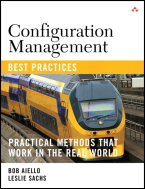 Configuration
Management
BEST PRACTICES
PRACTICAL METHODS THAT
WORK IN THE REAL WORLD
BOB AIELLO
LESLIE SACHS